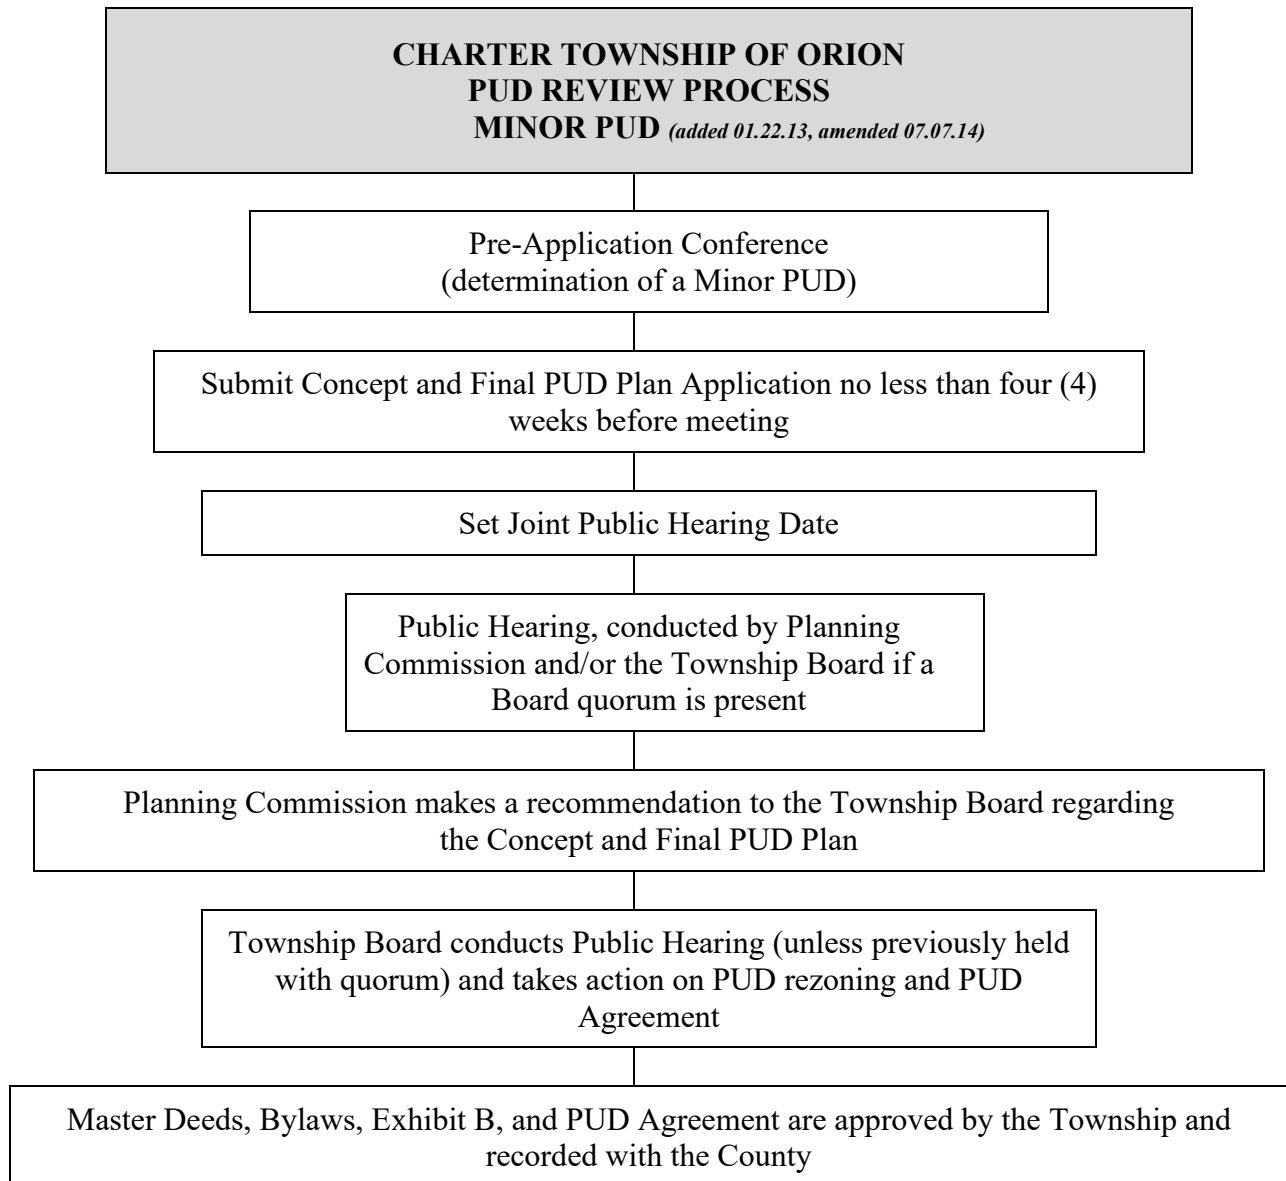 CHARTER TOWNSHIP OF ORION
PUD REVIEW PROCESS
MINOR PUD (added 01.22.13, amended 07.07.14)
Pre-Application Conference
(determination of a Minor PUD)
Submit Concept and Final PUD Plan Application no less than four (4)
weeks before meeting
Set Joint Public Hearing Date
Public Hearing, conducted by Planning
Commission and/or the Township Board if a
Board quorum is present
Planning Commission makes a recommendation to the Township Board regarding
the Concept and Final PUD Plan
Township Board conducts Public Hearing (unless previously held
with quorum) and takes action on PUD rezoning and PUD
Agreement
Master Deeds, Bylaws, Exhibit B, and PUD Agreement are approved by the Township and
recorded with the County